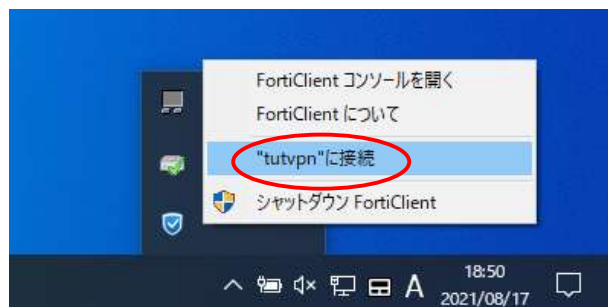 FortiClient コンソールを開く
FortiClient について
"tutvpn"に接続
シャットダウン FortiClient
A
18:50
2021/08/17